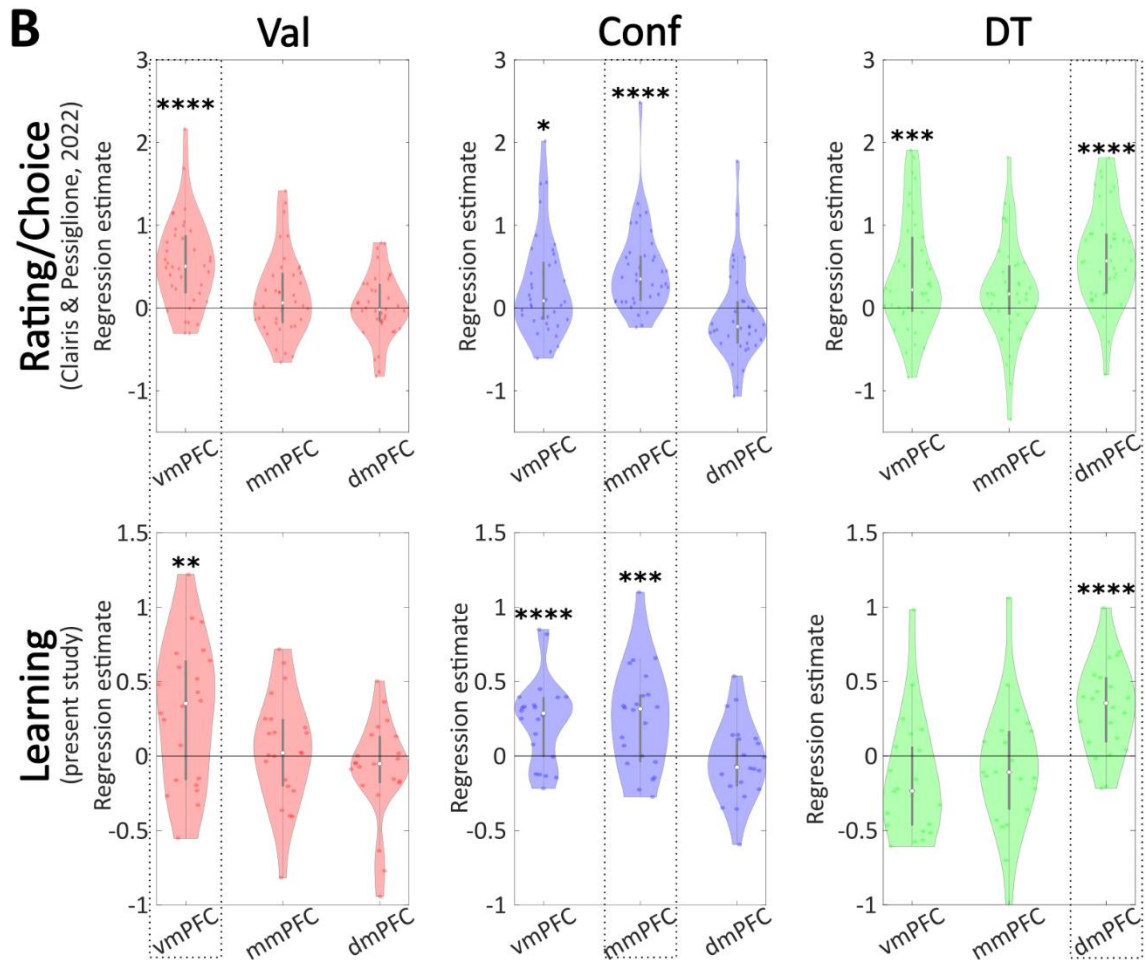 B
Val
Conf
DT
Rating/Choice
(Clairis & Pessiglione, 2022)
Regression estimate
3
2
1
0
-1
****
vmPFC
mmPFC
dmPFC
Regression estimate
3
2
1
0
-1
*
****
vmPFC
mmPFC
dmPFC
Regression estimate
3
2
1
0
-1
***
****
vmPFC
mmPFC
dmPFC
Learning
(present study)
Regression estimate
1.5
1
0.5
0
-0.5
-1
**
vmPFC
mmPFC
dmPFC
Regression estimate
1.5
1
0.5
0
-0.5
-1
****
***
vmPFC
mmPFC
dmPFC
Regression estimate
1.5
1
0.5
0
-0.5
-1
****
vmPFC
mmPFC
dmPFC